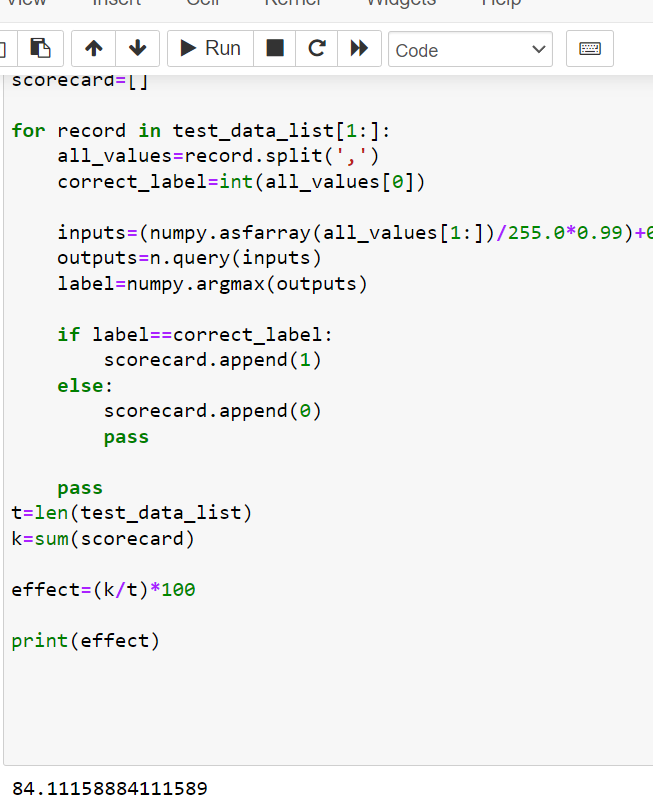 View Insert Cell Kernel Widgets Help
Run Code
scorecard=[]
for record in test_data_list[1:]:
    all_values=record.split(',')
    correct_label=int(all_values[0])
    inputs=(numpy.asfarray(all_values[1:])/255.0*0.99)+0
    outputs=n.query(inputs)
    label=numpy.argmax(outputs)
    if label==correct_label:
        scorecard.append(1)
    else:
        scorecard.append(0)
        pass
    pass
t=len(test_data_list)
k=sum(scorecard)
effect=(k/t)*100
print(effect)
84.11158884111589